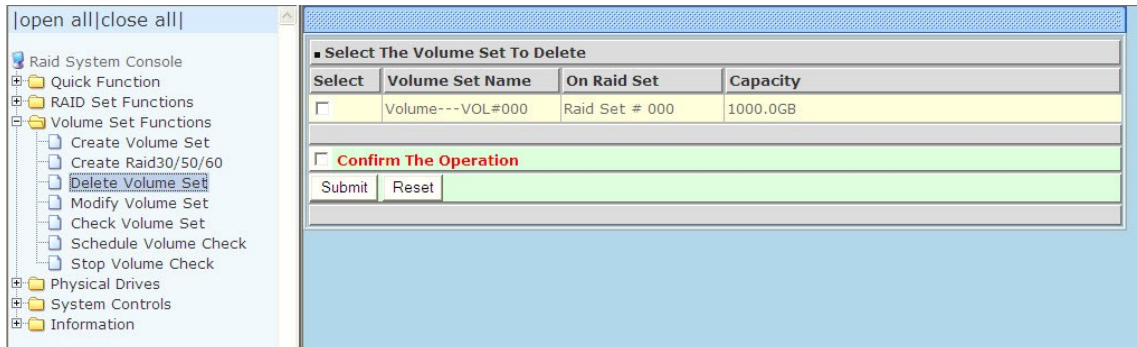 |open all|close all|
Raid System Console
Quick Function
RAID Set Functions
Volume Set Functions
Create Volume Set
Create Raid30/50/60
Delete Volume Set
Modify Volume Set
Check Volume Set
Schedule Volume Check
Stop Volume Check
Physical Drives
System Controls
Information
Select The Volume Set To Delete
Select Volume Set Name On Raid Set Capacity
Volume---VOL#000 Raid Set # 000 1000.0GB
Confirm The Operation
Submit Reset